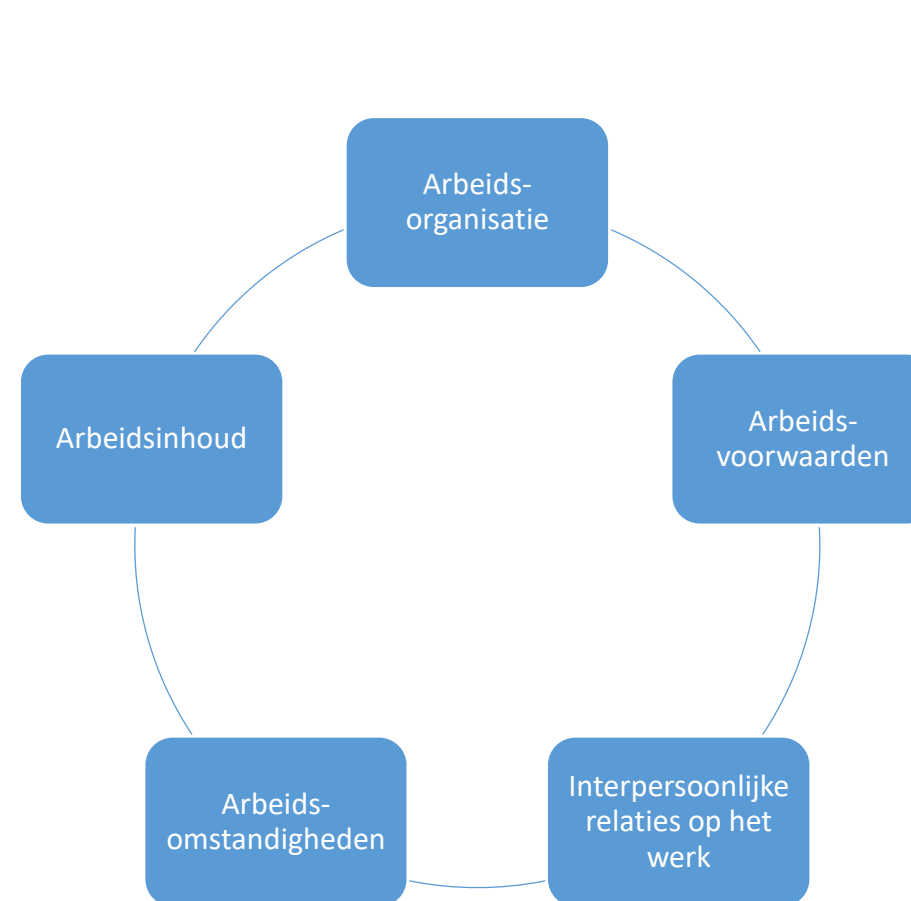 Arbeids-
organisatie
Arbeidsinhoud
Arbeids-
voorwaarden
Arbeids-
omstandigheden
Interpersoonlijke
relaties op het
werk